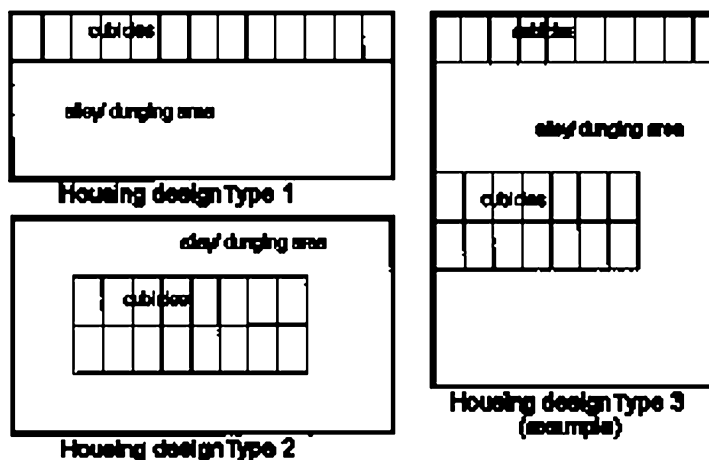 cubicles
alley/ dunging area
Housing design Type 1
alley/ dunging area
cubicles
Housing design Type 2
cubicles
alley/ dunging area
cubicles
Housing design Type 3
(example)